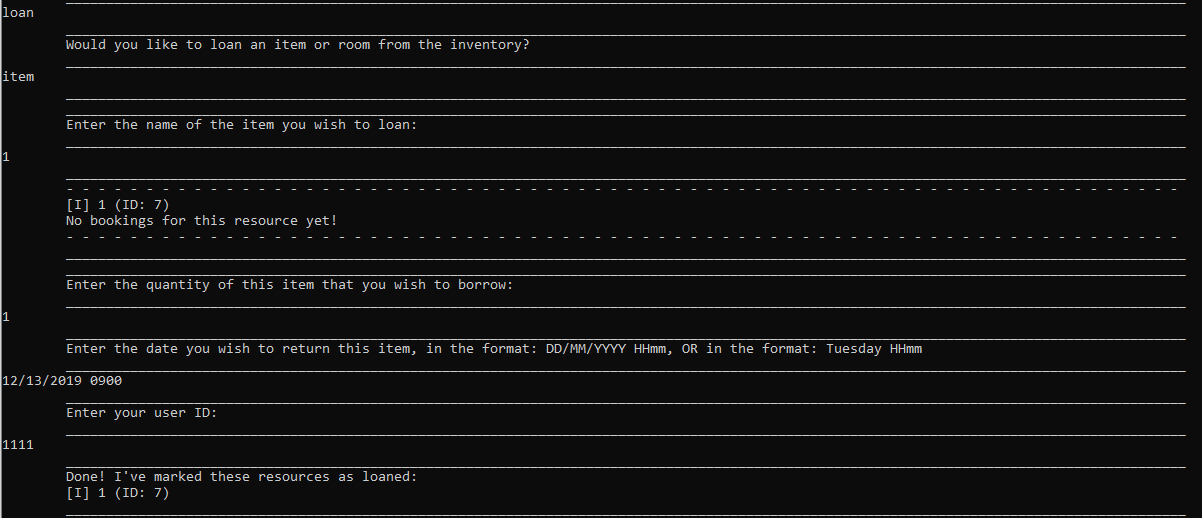 loan
Would you like to loan an item or room from the inventory?
item
Enter the name of the item you wish to loan:
1
[I] 1 (ID: 7)
No bookings for this resource yet!
Enter the quantity of this item that you wish to borrow:
1
Enter the date you wish to return this item, in the format: DD/MM/YYYY HHmm, OR in the format: Tuesday HHmm
12/13/2019 0900
Enter your user ID:
1111
Done! I've marked these resources as loaned:
[I] 1 (ID: 7)